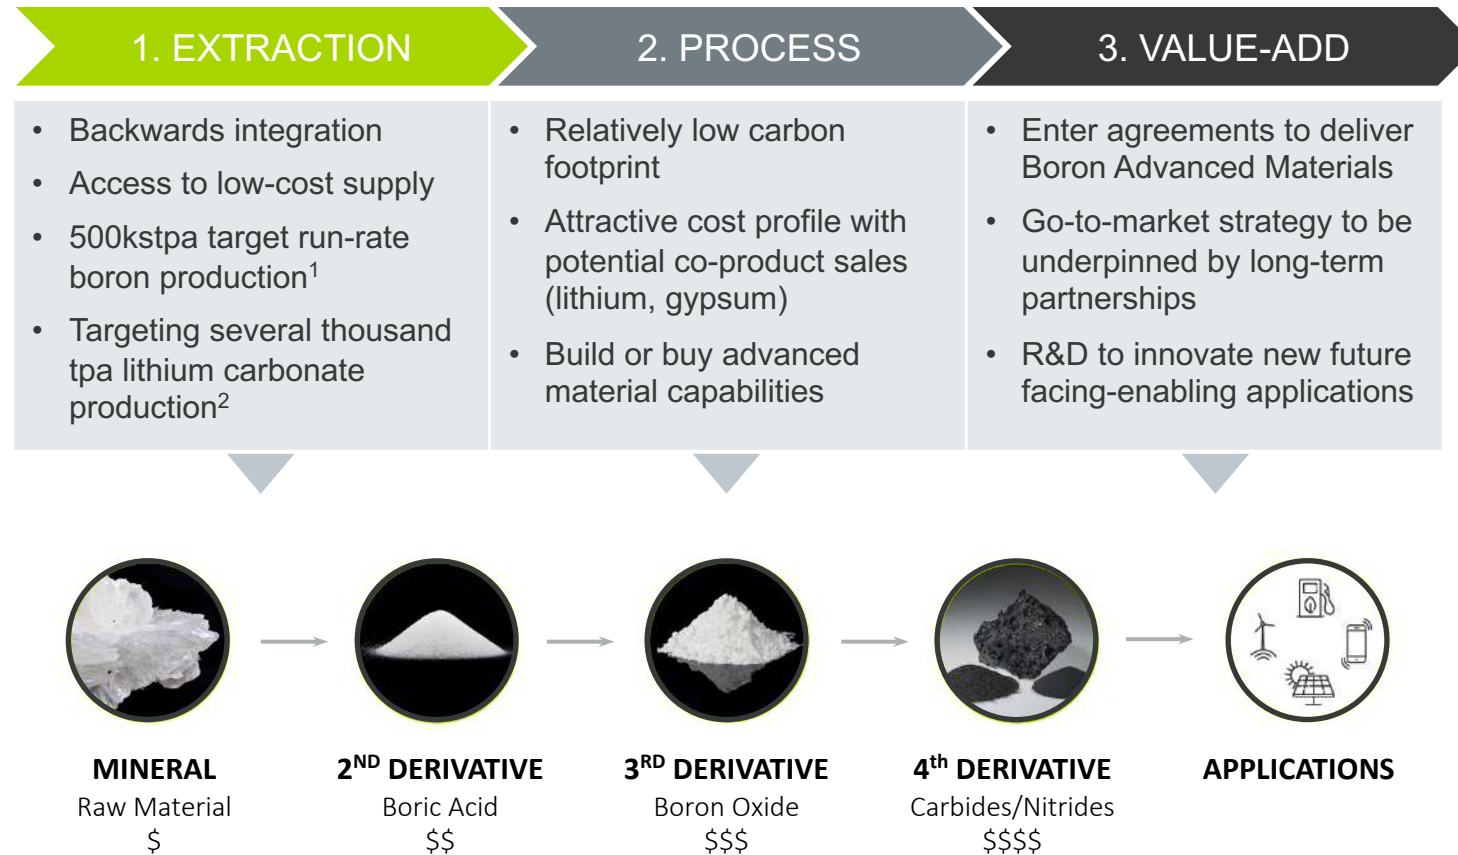 1. EXTRACTION
2. PROCESS
3. VALUE-ADD
• Backwards integration
• Access to low-cost supply
• 500kstpa target run-rate
boron production1
• Targeting several thousand
tpa lithium carbonate
production2
• Relatively low carbon
footprint
• Attractive cost profile with
potential co-product sales
(lithium, gypsum)
• Build or buy advanced
material capabilities
• Enter agreements to deliver
Boron Advanced Materials
• Go-to-market strategy to be
underpinned by long-term
partnerships
• R&D to innovate new future
facing-enabling applications
MINERAL
Raw Material
$
2ND DERIVATIVE
Boric Acid
$$
3RD DERIVATIVE
Boron Oxide
$$$
4th DERIVATIVE
Carbides/Nitrides
$$$$
APPLICATIONS